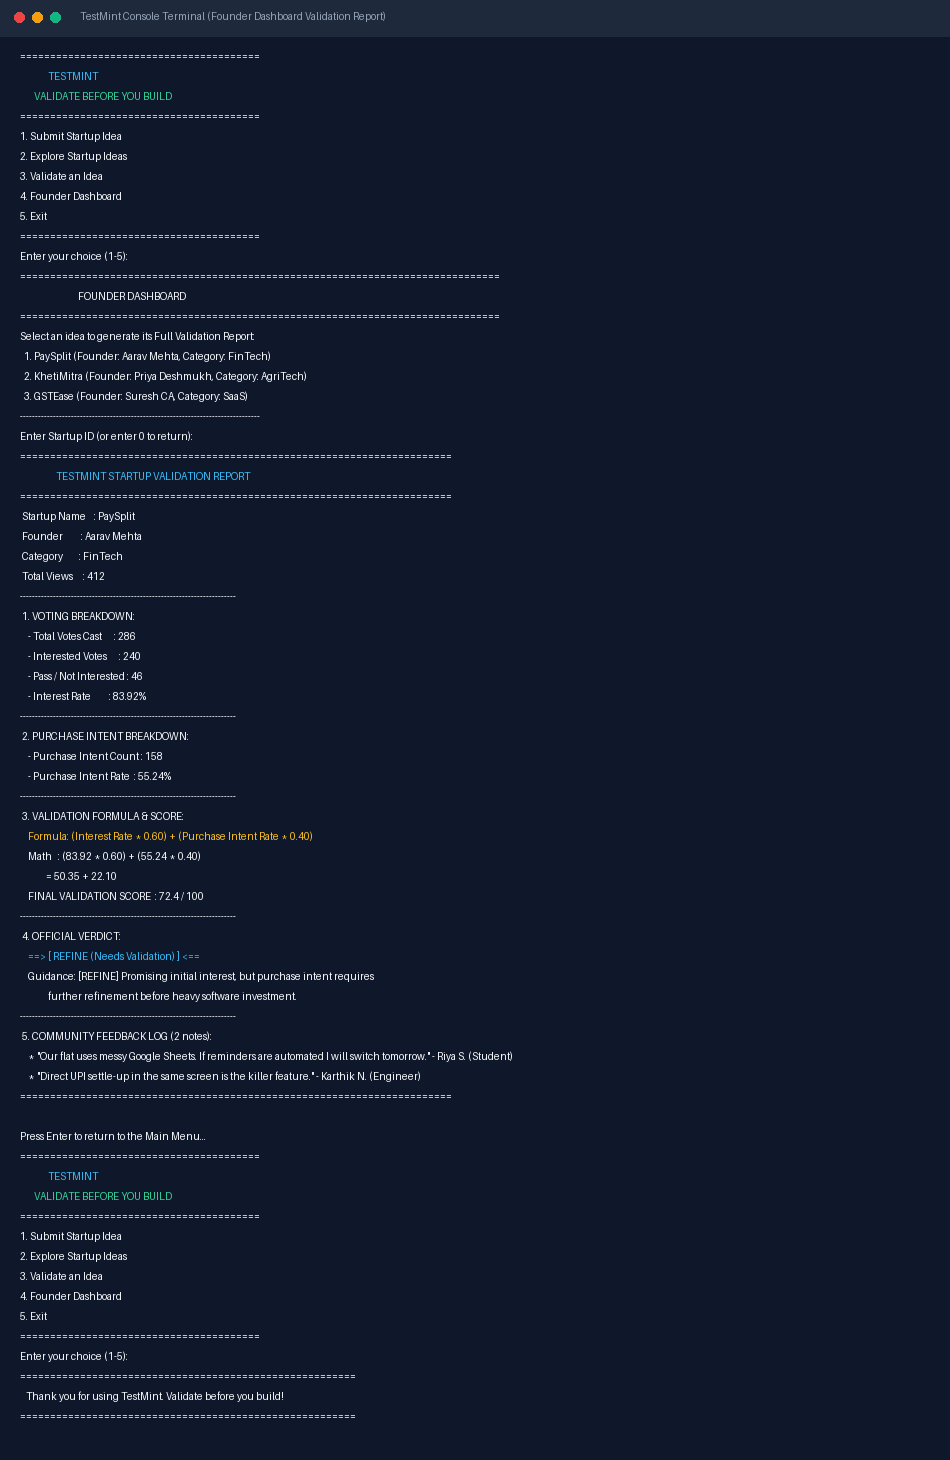 TestMint Console Terminal (Founder Dashboard Validation Report)
========================================
TESTMINT
VALIDATE BEFORE YOU BUILD
========================================
1. Submit Startup Idea
2. Explore Startup Ideas
3. Validate an Idea
4. Founder Dashboard
5. Exit
========================================
Enter your choice (1-5):
================================================================================
FOUNDER DASHBOARD
================================================================================
Select an idea to generate its Full Validation Report:
1. PaySplit (Founder: Aarav Mehta, Category: FinTech)
2. KhetiMitra (Founder: Priya Deshmukh, Category: AgriTech)
3. GSTEase (Founder: Suresh CA, Category: SaaS)
--------------------------------------------------------------------------------
Enter Startup ID (or enter 0 to return):
========================================================================
TESTMINT STARTUP VALIDATION REPORT
========================================================================
Startup Name : PaySplit
Founder : Aarav Mehta
Category : FinTech
Total Views : 412
------------------------------------------------------------------------
1. VOTING BREAKDOWN:
- Total Votes Cast : 286
- Interested Votes : 240
- Pass / Not Interested : 46
- Interest Rate : 83.92%
------------------------------------------------------------------------
2. PURCHASE INTENT BREAKDOWN:
- Purchase Intent Count : 158
- Purchase Intent Rate : 55.24%
------------------------------------------------------------------------
3. VALIDATION FORMULA & SCORE:
Formula: (Interest Rate * 0.60) + (Purchase Intent Rate * 0.40)
Math : (83.92 * 0.60) + (55.24 * 0.40)
= 50.35 + 22.10
FINAL VALIDATION SCORE : 72.4 / 100
------------------------------------------------------------------------
4. OFFICIAL VERDICT:
==> [ REFINE (Needs Validation) ] <==
Guidance: [REFINE] Promising initial interest, but purchase intent requires
further refinement before heavy software investment.
------------------------------------------------------------------------
5. COMMUNITY FEEDBACK LOG (2 notes):
* "Our flat uses messy Google Sheets. If reminders are automated I will switch tomorrow." - Riya S. (Student)
* "Direct UPI settle-up in the same screen is the killer feature." - Karthik N. (Engineer)
========================================================================
Press Enter to return to the Main Menu...
========================================
TESTMINT
VALIDATE BEFORE YOU BUILD
========================================
1. Submit Startup Idea
2. Explore Startup Ideas
3. Validate an Idea
4. Founder Dashboard
5. Exit
========================================
Enter your choice (1-5):
========================================================
Thank you for using TestMint. Validate before you build!
========================================================